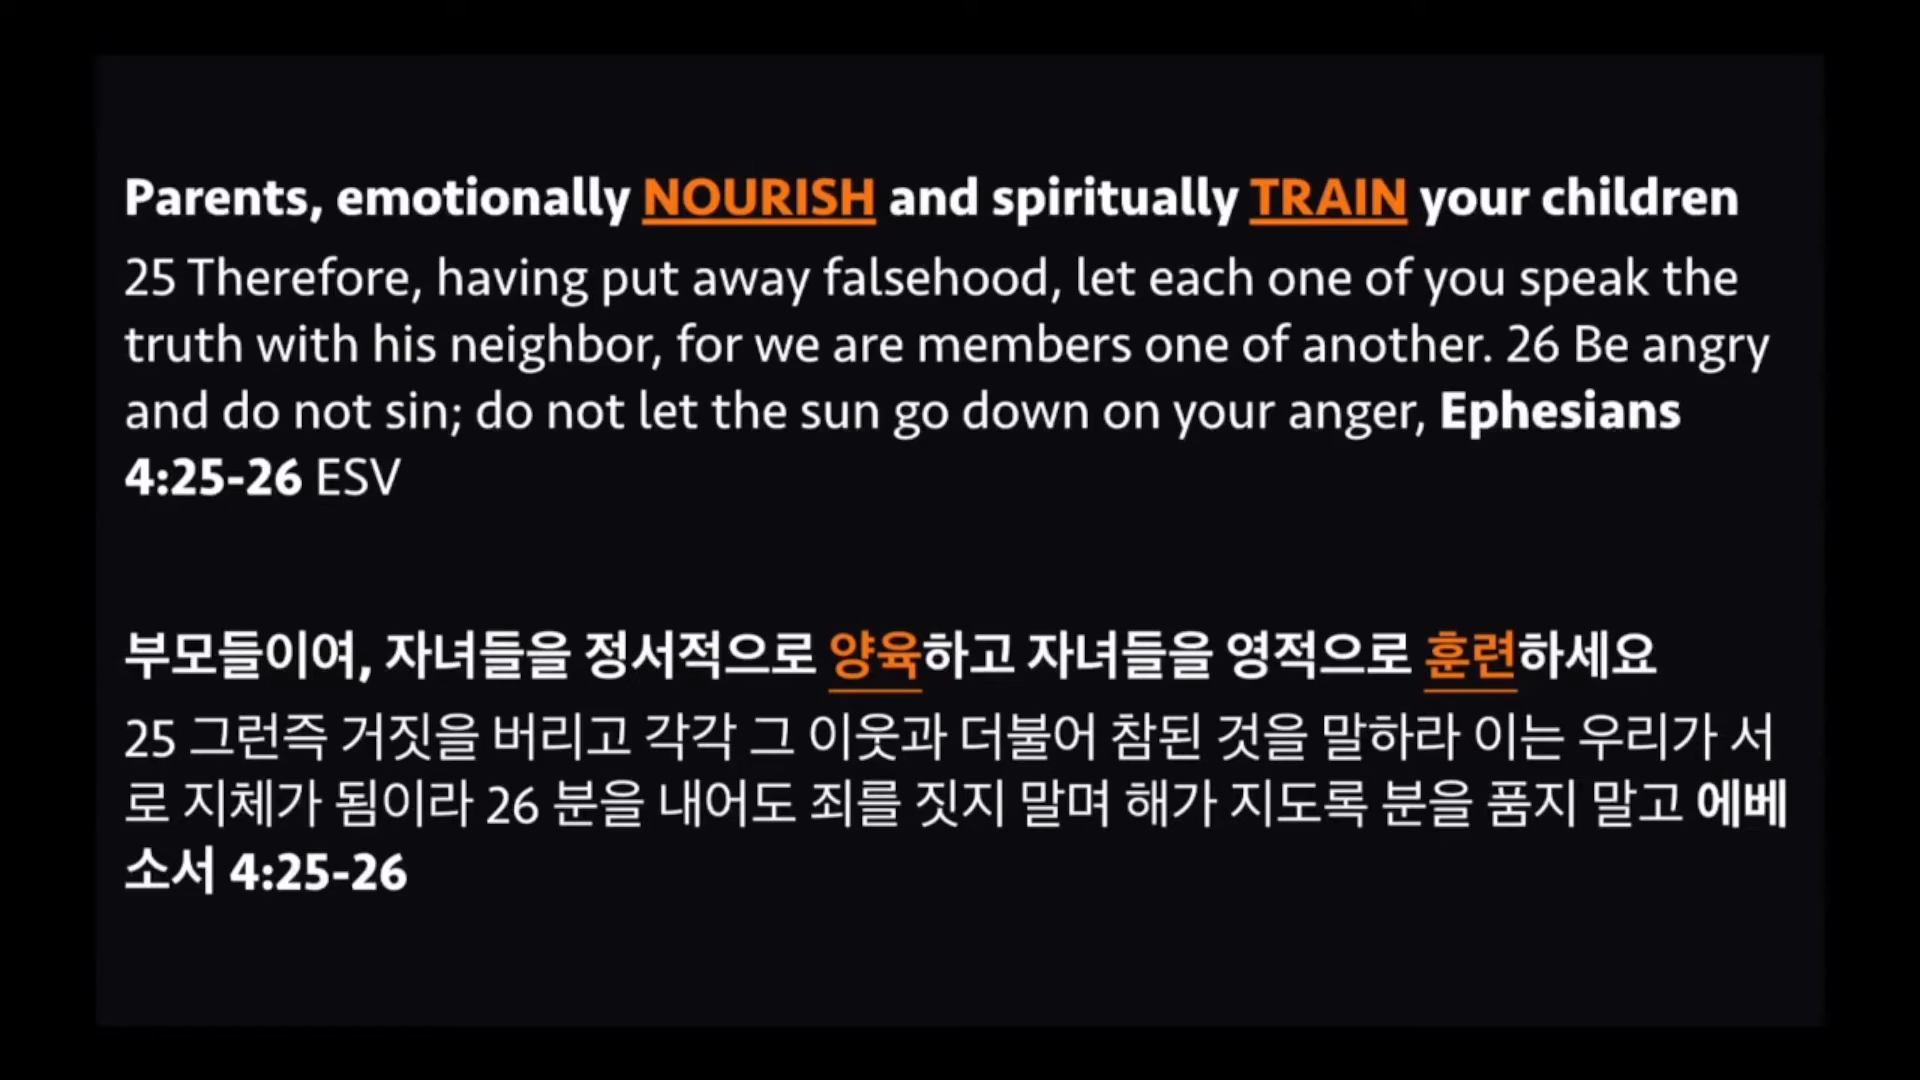 Parents, emotionally NOURISH and spiritually TRAIN your children
25 Therefore, having put away falsehood, let each one of you speak the
truth with his neighbor, for we are members one of another. 26 Be angry
and do not sin; do not let the sun go down on your anger, Ephesians
4:25-26 ESV
부모들이여, 자녀들을 정서적으로 양육하고 자녀들을 영적으로 훈련하세요
25 그런즉 거짓을 버리고 각각 그 이웃과 더불어 참된 것을 말하라 이는 우리가 서
로 지체가 됨이라 26 분을 내어도 죄를 짓지 말며 해가 지도록 분을 품지 말고 에베
소서 4:25-26